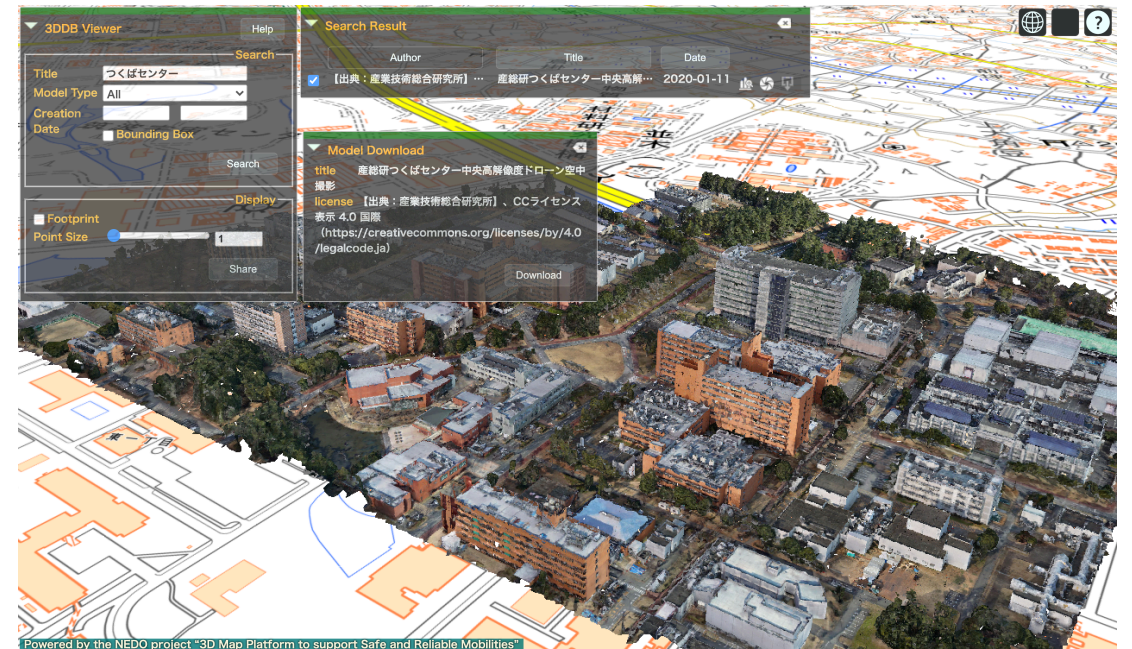 3DDB Viewer
Help
Search
Title つくばセンター
Model Type All
Creation
Date
Bounding Box
Search
Display
Footprint
Point Size 1
Share
Search Result
Author Title Date
【出典：産業技術総合研究所】… 産総研つくばセンター中央高解… 2020-01-11
Model Download
title 産総研つくばセンター中央高解像度ドローン空中
撮影
license 【出典：産業技術総合研究所】、CCライセンス
表示 4.0 国際
（https://creativecommons.org/licenses/by/4.0
/legalcode.ja）
Download
?
Powered by the NEDO project "3D Map Platform to support Safe and Reliable Mobilities"